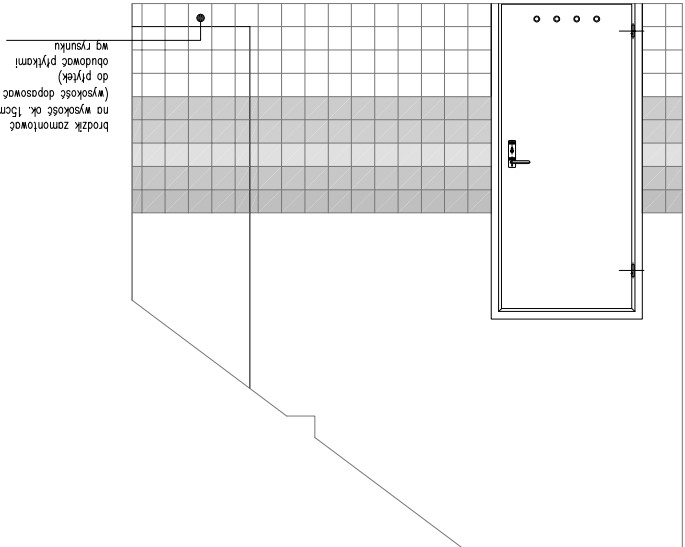 brodzik zamontować
na wysokość ok. 15cm
(wysokość dopasować
do płytek)
obudować płytkami
wg rysunku